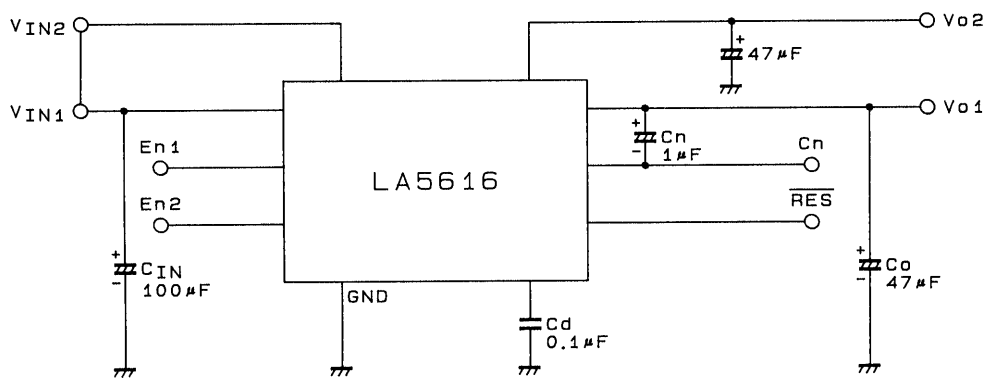 VIN2
Vo2
47μF
VIN1
Vo1
En1
Cn
1μF
Cn
LA5616
En2
RES
CIN
100μF
Co
47μF
GND
Cd
0.1μF